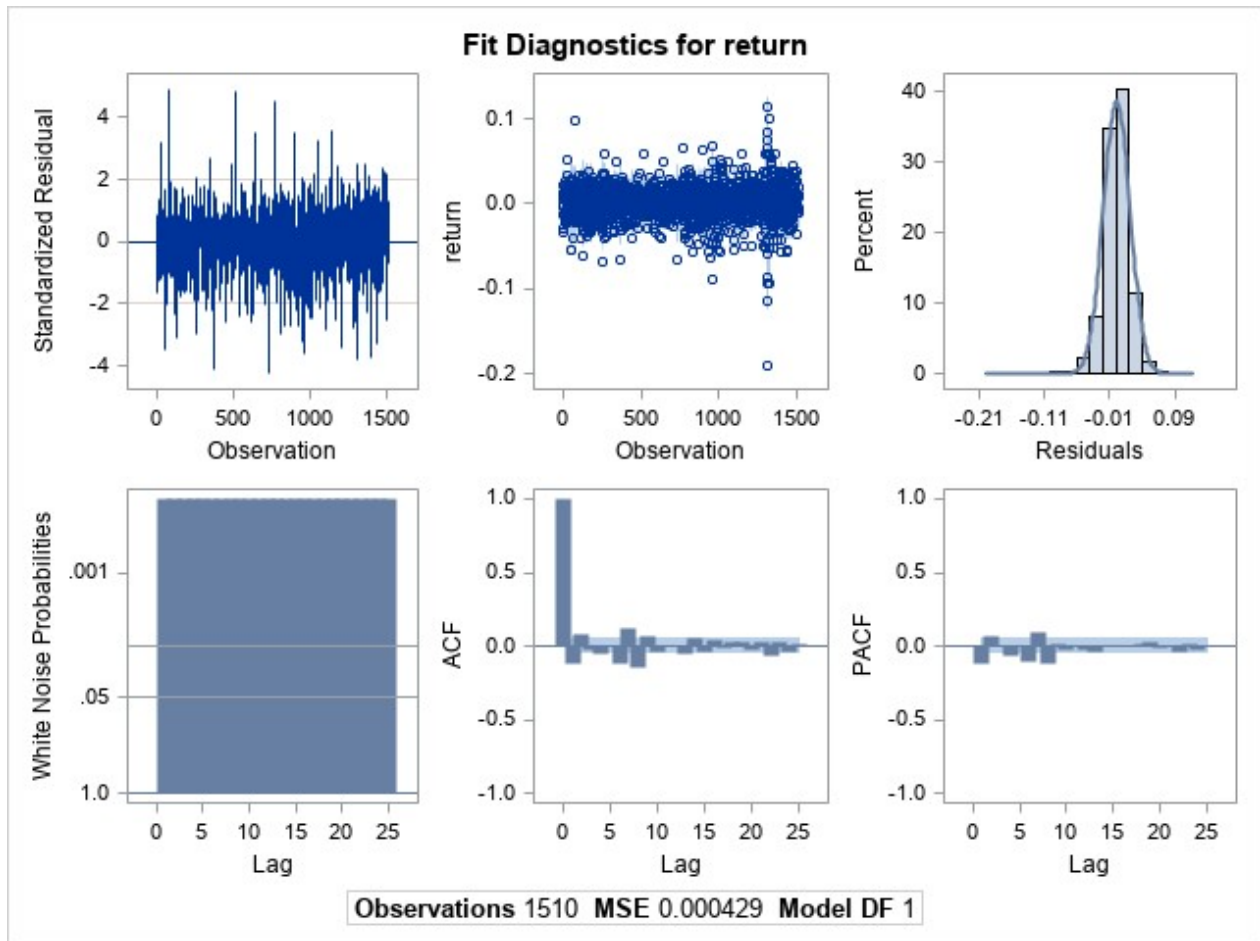 Fit Diagnostics for return
Standardized Residual
4
2
0
-2
-4
0 500 1000 1500
Observation
return
0.1
0.0
-0.1
-0.2
0 500 1000 1500
Observation
Percent
40
30
20
10
0
-0.21 -0.11 -0.01 0.09
Residuals
White Noise Probabilities
.001
.05
1.0
0 5 10 15 20 25
Lag
ACF
1.0
0.5
0.0
-0.5
-1.0
0 5 10 15 20 25
Lag
PACF
1.0
0.5
0.0
-0.5
-1.0
0 5 10 15 20 25
Lag
Observations 1510 MSE 0.000429 Model DF 1